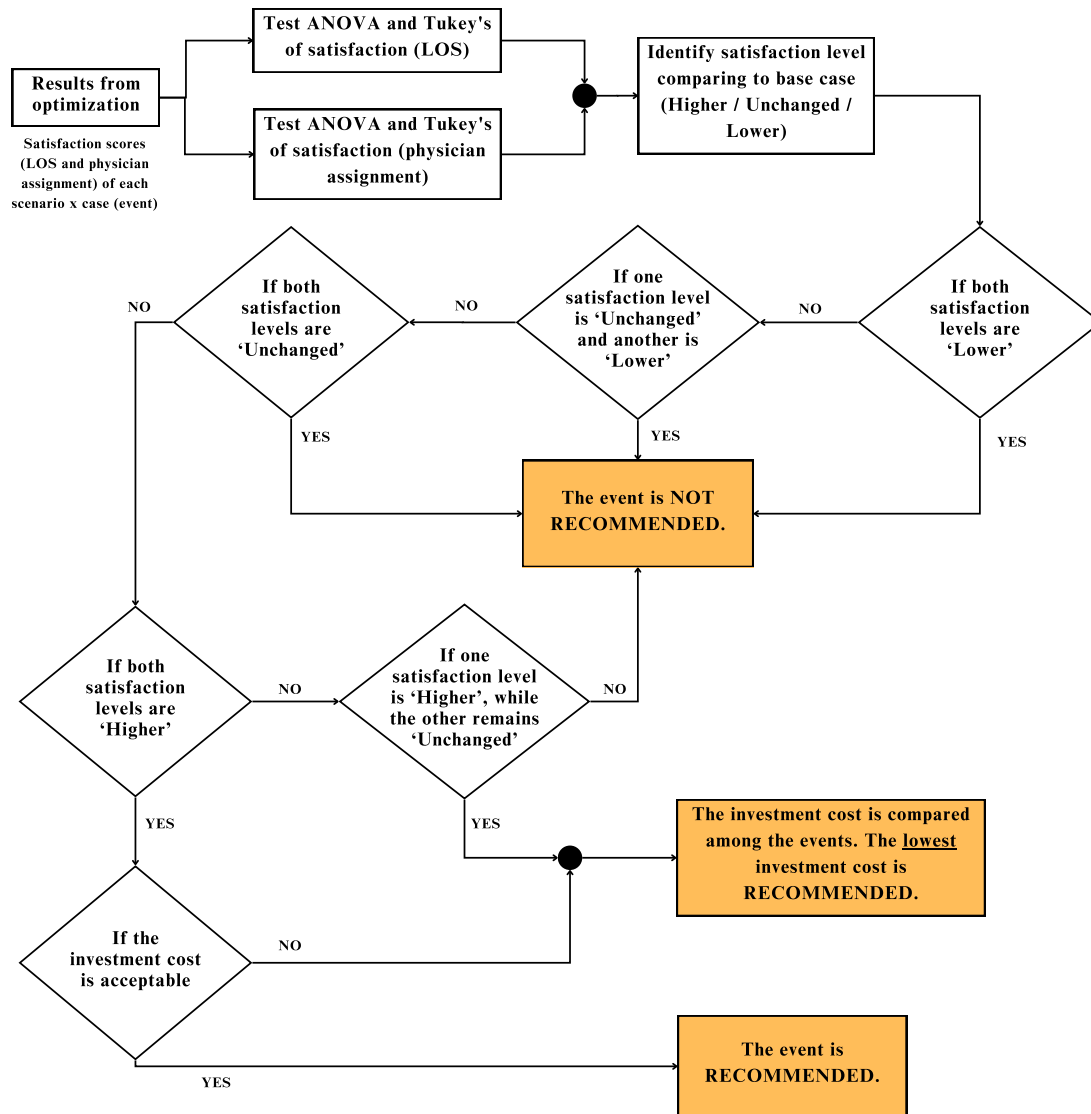 Test ANOVA and Tukey's
of satisfaction (LOS)
Identify satisfaction level
comparing to base case
(Higher / Unchanged /
Lower)
Results from
optimization
Test ANOVA and Tukey's
of satisfaction (physician
assignment)
Satisfaction scores
(LOS and physician
assignment) of each
scenario x case (event)
If both
satisfaction
levels are
‘Unchanged’
If one
satisfaction level
is ‘Unchanged’
and another is
‘Lower’
If both
satisfaction
levels are
‘Lower’
NO
NO
NO
YES
YES
YES
The event is NOT
RECOMMENDED.
If both
satisfaction
levels are
‘Higher’
NO
If one
satisfaction level
is ‘Higher’, while
the other remains
‘Unchanged’
NO
YES
YES
The investment cost is compared
among the events. The lowest
investment cost is
RECOMMENDED.
If the
investment cost
is acceptable
NO
YES
The event is
RECOMMENDED.